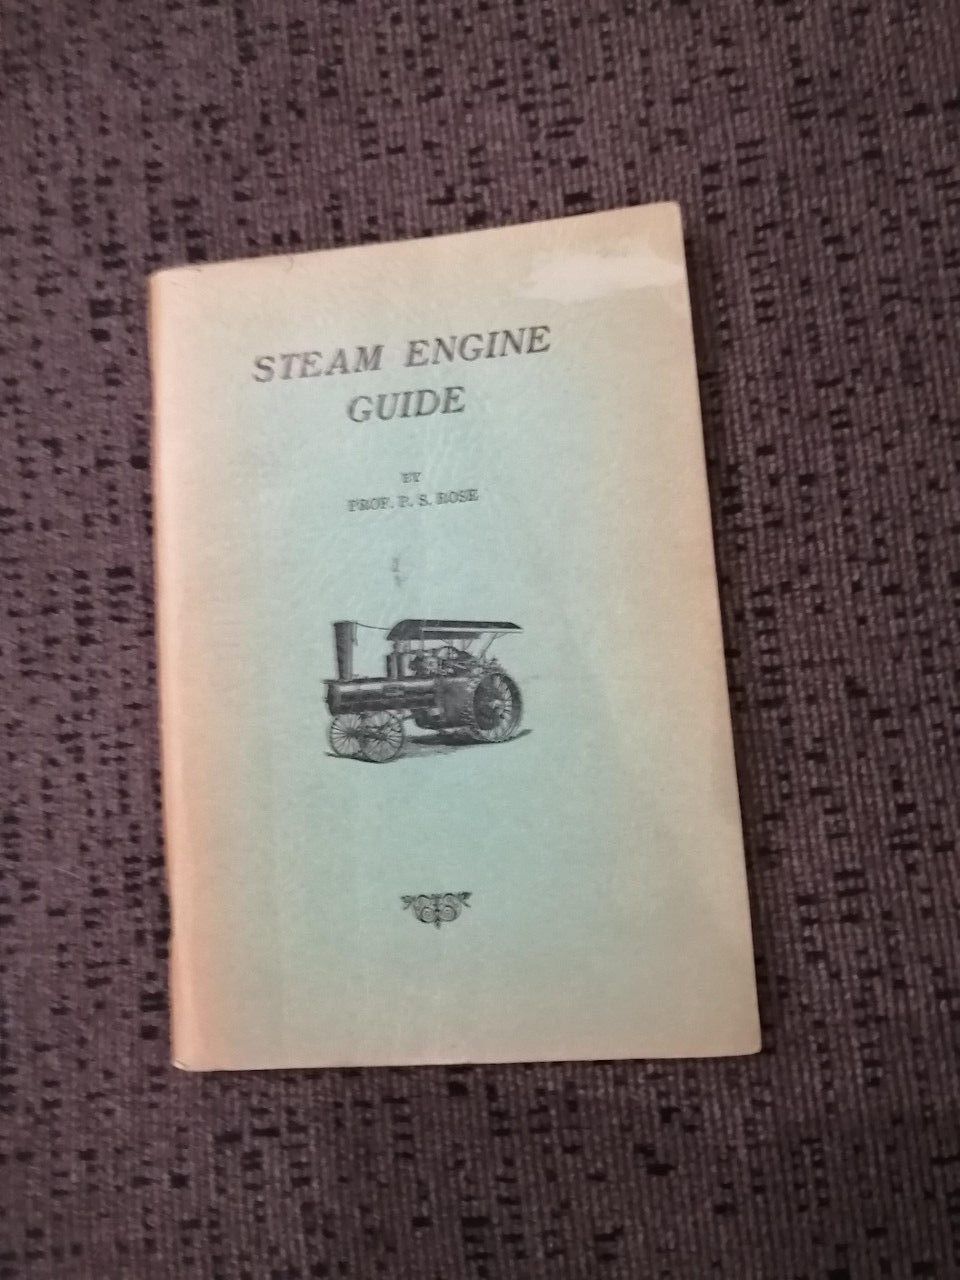 STEAM ENGINE
GUIDE
BY
PROF. P. S. ROSE